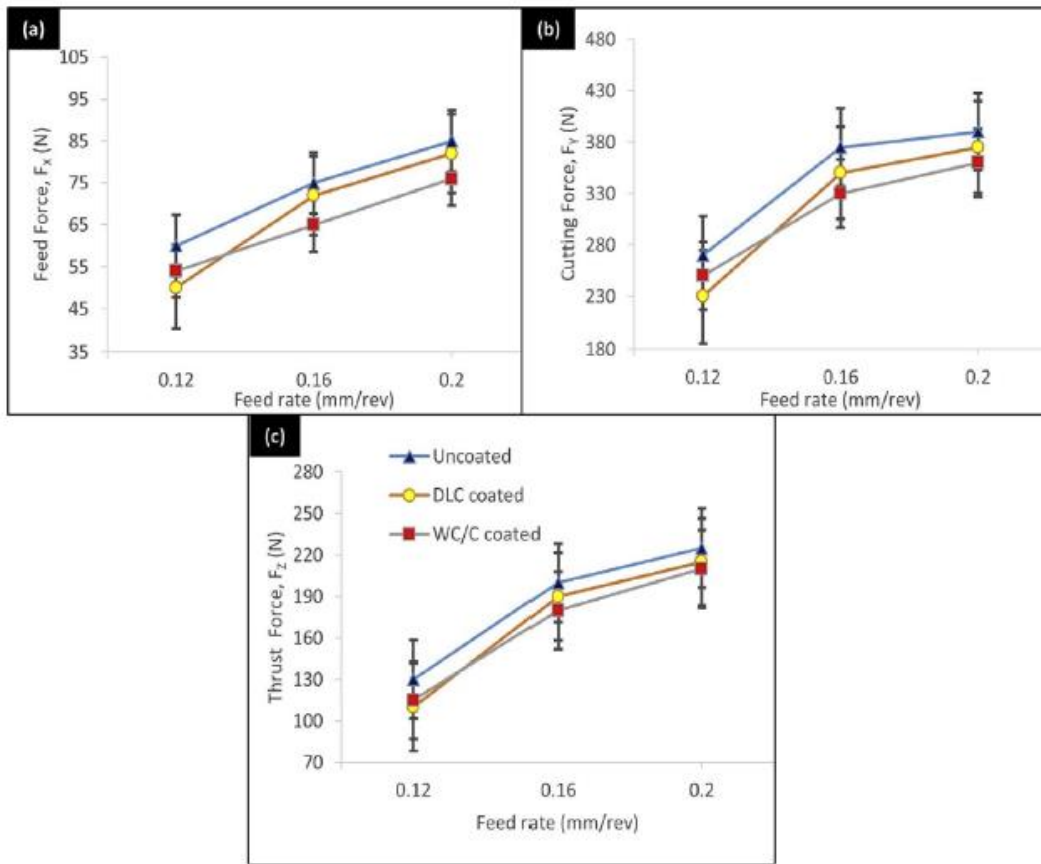 (a)
105
95
85
75
65
55
45
35
Feed Force, Fx (N)
0.12 0.16 0.2
Feed rate (mm/rev)
(b)
480
430
380
330
280
230
180
Cutting Force, FY (N)
0.12 0.16 0.2
Feed rate (mm/rev)
(c)
Uncoated
DLC coated
WC/C coated
280
250
220
190
160
130
100
70
Thrust Force, FZ (N)
0.12 0.16 0.2
Feed rate (mm/rev)